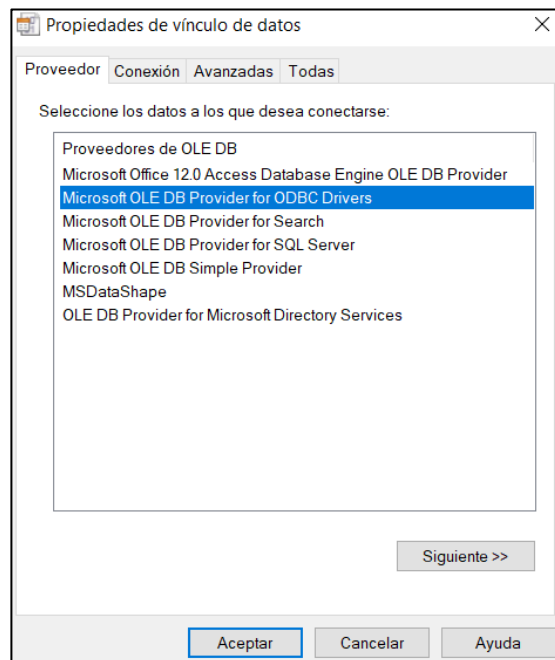 Propiedades de vínculo de datos
Proveedor Conexión Avanzadas Todas
Seleccione los datos a los que desea conectarse:
Proveedores de OLE DB
Microsoft Office 12.0 Access Database Engine OLE DB Provider
Microsoft OLE DB Provider for ODBC Drivers
Microsoft OLE DB Provider for Search
Microsoft OLE DB Provider for SQL Server
Microsoft OLE DB Simple Provider
MSDataShape
OLE DB Provider for Microsoft Directory Services
Siguiente >>
Aceptar Cancelar Ayuda